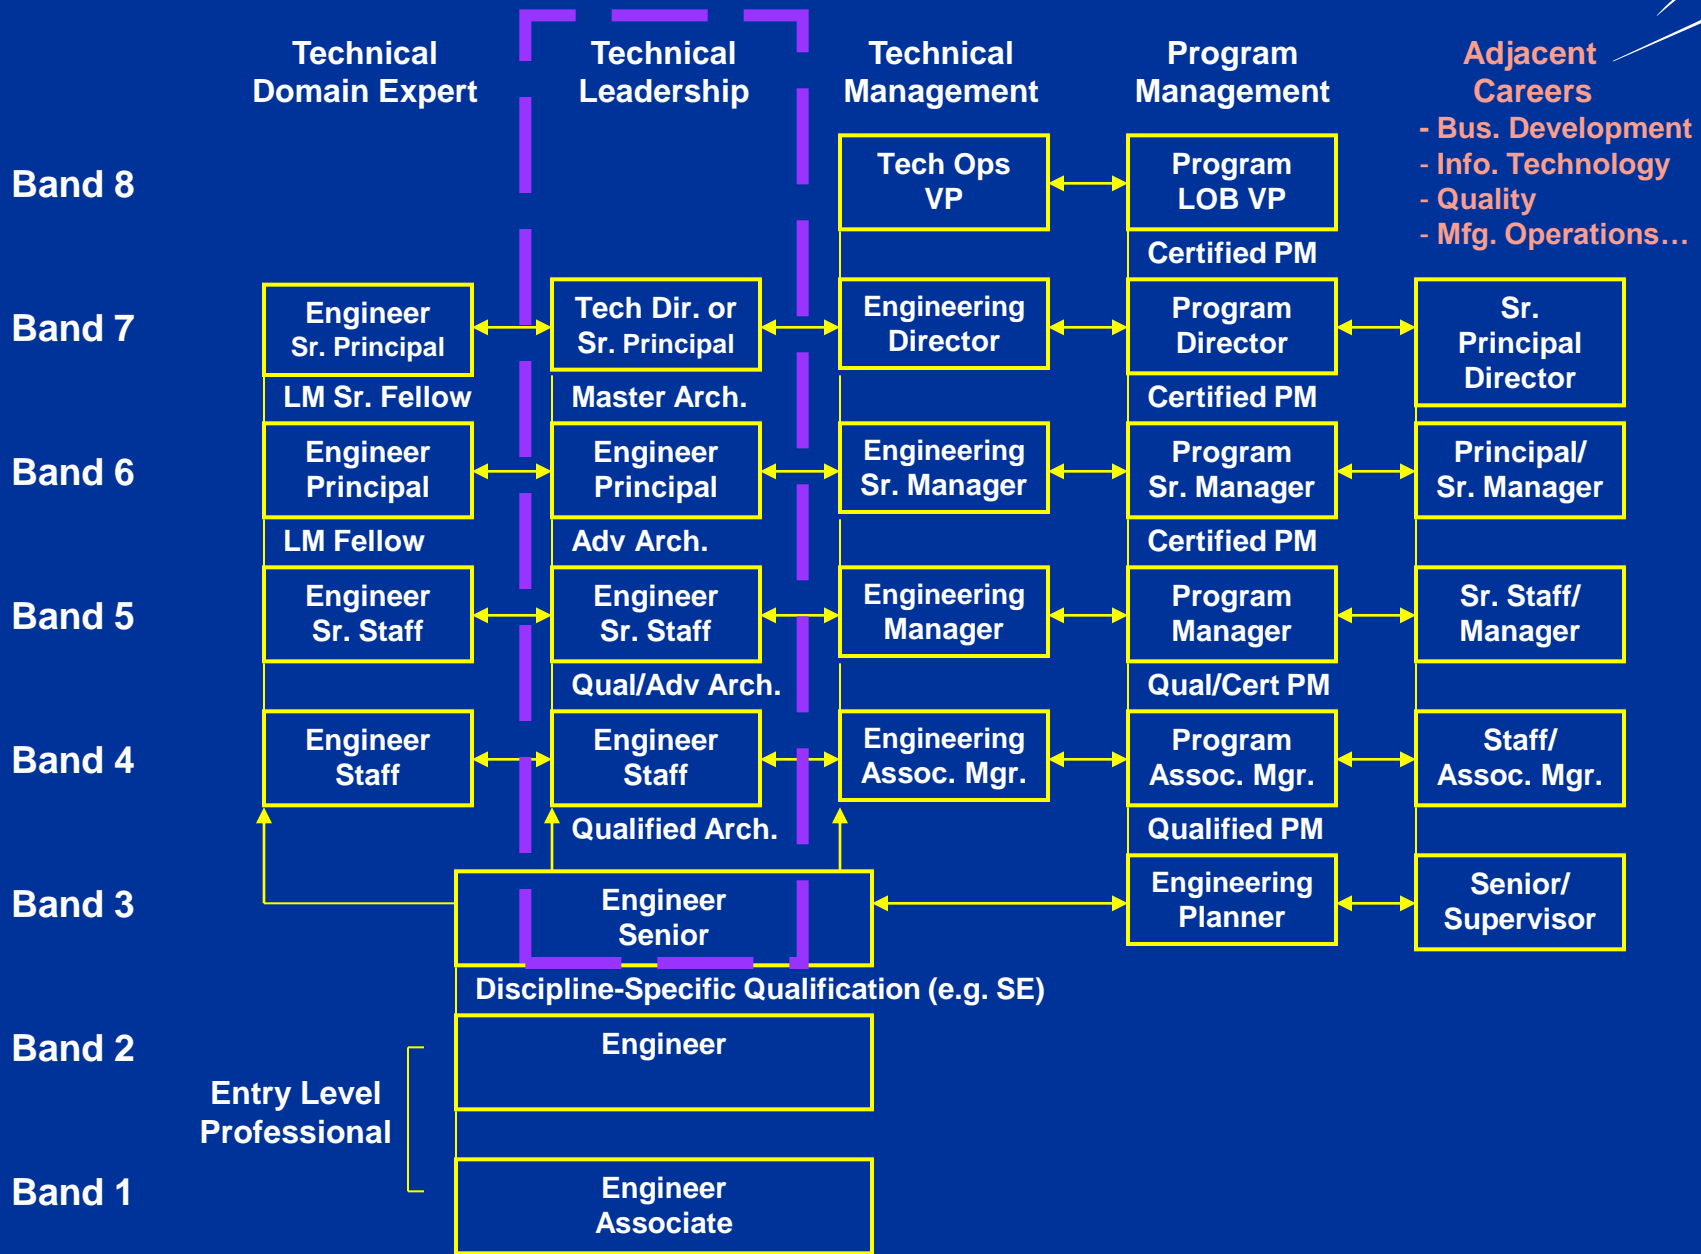 Technical
Domain Expert
Technical
Leadership
Technical
Management
Program
Management
Adjacent
Careers
- Bus. Development
- Info. Technology
- Quality
- Mfg. Operations…
Band 8
Tech Ops
VP
Program
LOB VP
Certified PM
Band 7
Engineer
Sr. Principal
Tech Dir. or
Sr. Principal
Engineering
Director
Program
Director
Sr.
Principal
Director
LM Sr. Fellow
Master Arch.
Certified PM
Band 6
Engineer
Principal
Engineer
Principal
Engineering
Sr. Manager
Program
Sr. Manager
Principal/
Sr. Manager
LM Fellow
Adv Arch.
Certified PM
Band 5
Engineer
Sr. Staff
Engineer
Sr. Staff
Engineering
Manager
Program
Manager
Sr. Staff/
Manager
Qual/Adv Arch.
Qual/Cert PM
Band 4
Engineer
Staff
Engineer
Staff
Engineering
Assoc. Mgr.
Program
Assoc. Mgr.
Staff/
Assoc. Mgr.
Qualified Arch.
Qualified PM
Band 3
Engineer
Senior
Engineering
Planner
Senior/
Supervisor
Discipline-Specific Qualification (e.g. SE)
Band 2
Engineer
Entry Level
Professional
Band 1
Engineer
Associate